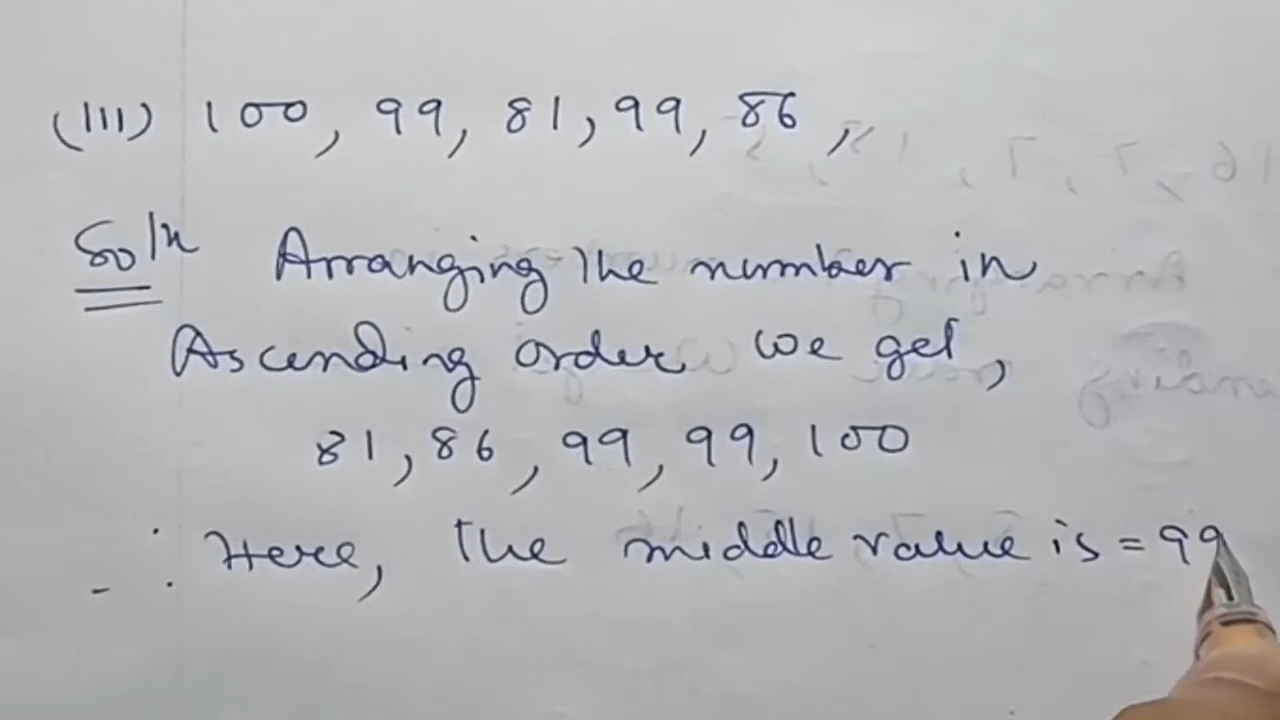 (111) 100, 99, 81, 99, 86,
Soln Arranging the number in
Ascending order we get,
81, 86, 99, 99, 100
∴ Here, the middle value is = 99